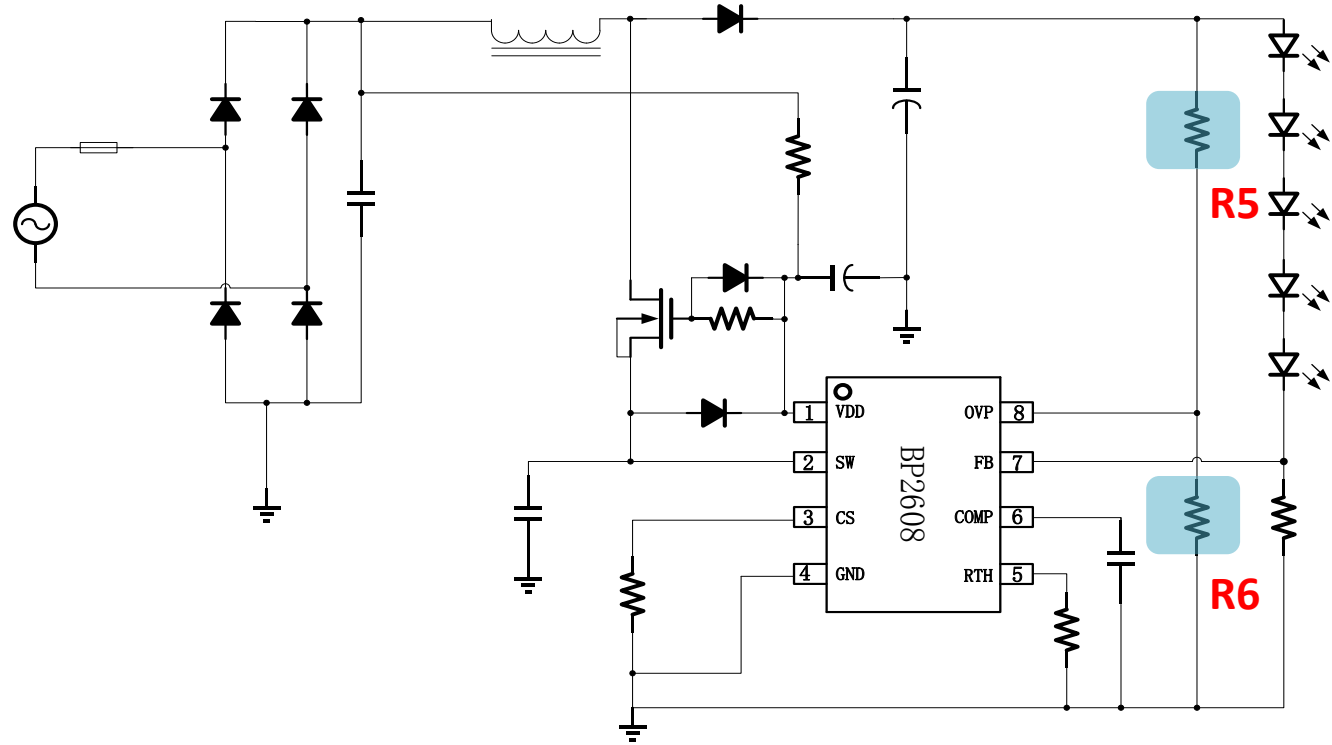 R5
1 VDD OVP 8
2 SW FB 7
3 CS COMP 6
4 GND RTH 5
BP2608
R6